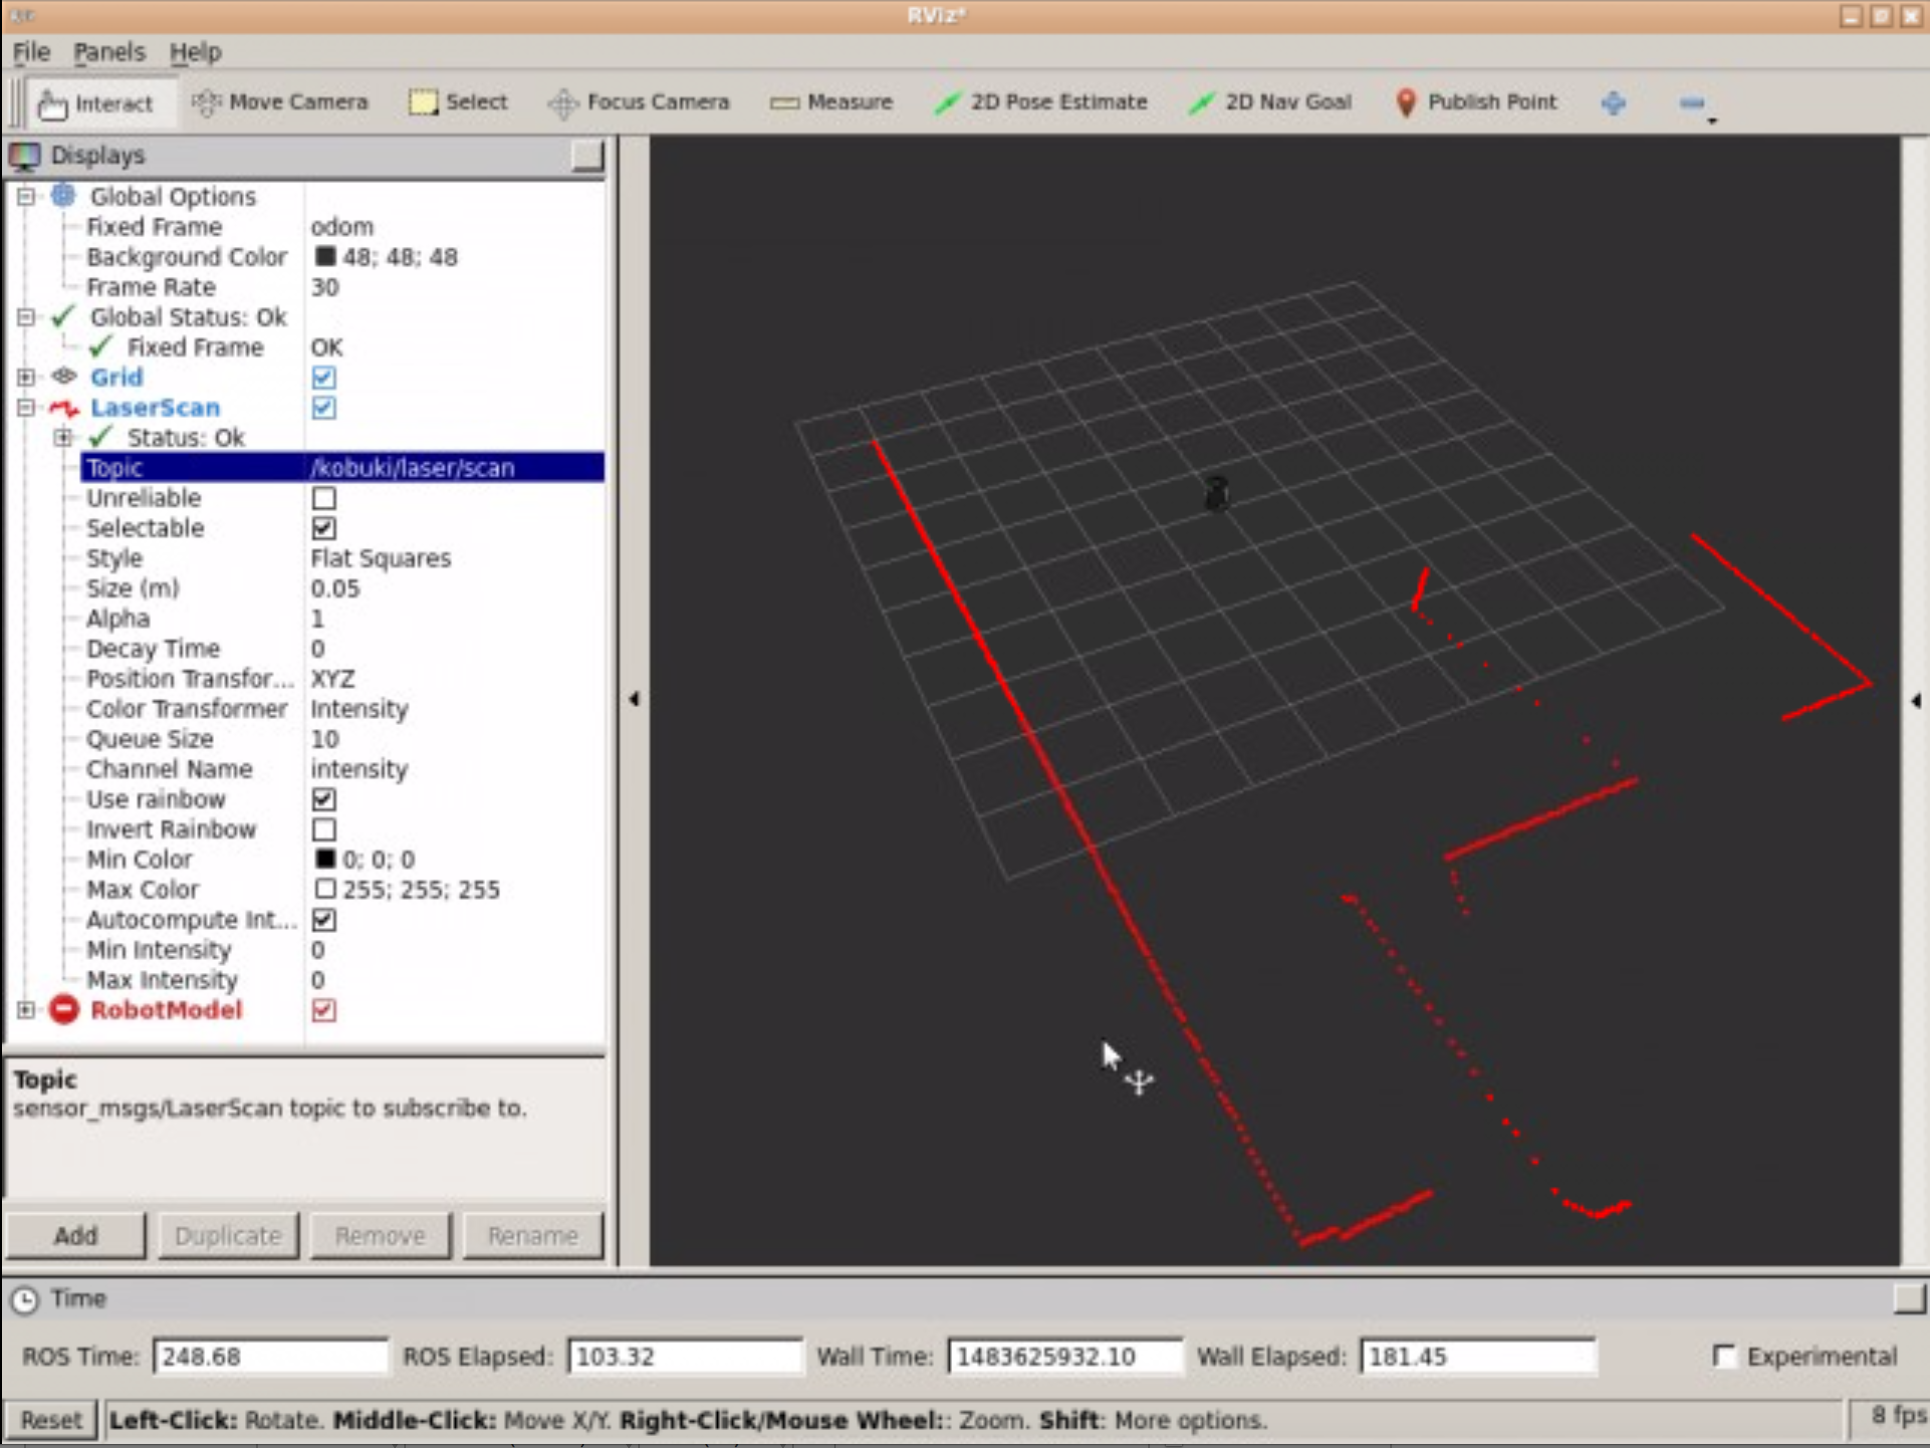 RViz*
File Panels Help
Interact Move Camera Select Focus Camera Measure 2D Pose Estimate 2D Nav Goal Publish Point
Displays
Global Options
Fixed Frame odom
Background Color 48; 48; 48
Frame Rate 30
Global Status: Ok
Fixed Frame OK
Grid
LaserScan
Status: Ok
Topic /kobuki/laser/scan
Unreliable
Selectable
Style Flat Squares
Size (m) 0.05
Alpha 1
Decay Time 0
Position Transfor... XYZ
Color Transformer Intensity
Queue Size 10
Channel Name intensity
Use rainbow
Invert Rainbow
Min Color 0; 0; 0
Max Color 255; 255; 255
Autocompute Int...
Min Intensity 0
Max Intensity 0
RobotModel
Topic
sensor_msgs/LaserScan topic to subscribe to.
Add Duplicate Remove Rename
Time
ROS Time: 248.68 ROS Elapsed: 103.32 Wall Time: 1483625932.10 Wall Elapsed: 181.45 Experimental
Reset Left-Click: Rotate. Middle-Click: Move X/Y. Right-Click/Mouse Wheel:: Zoom. Shift: More options. 8 fps